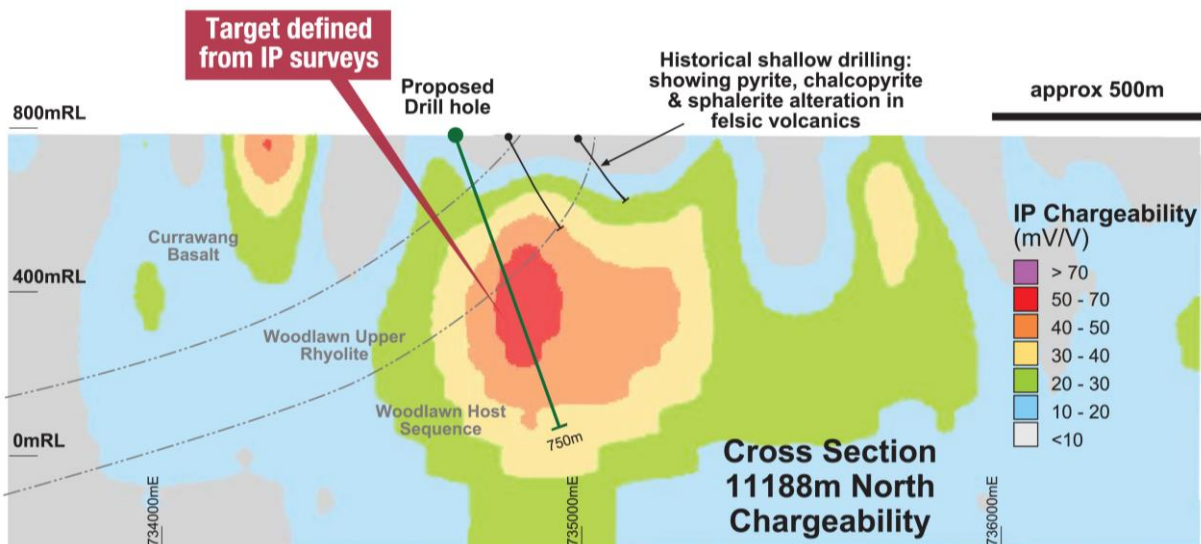 Target defined
from IP surveys
Proposed
Drill hole
Historical shallow drilling:
showing pyrite, chalcopyrite
& sphalerite alteration in
felsic volcanics
approx 500m
800mRL
Currawang
Basalt
400mRL
Woodlawn Upper
Rhyolite
Woodlawn Host
Sequence
0mRL
750m
IP Chargeability
(mV/V)
> 70
50 - 70
40 - 50
30 - 40
20 - 30
10 - 20
<10
Cross Section
11188m North
Chargeability
734000mE
735000mE
736000mE